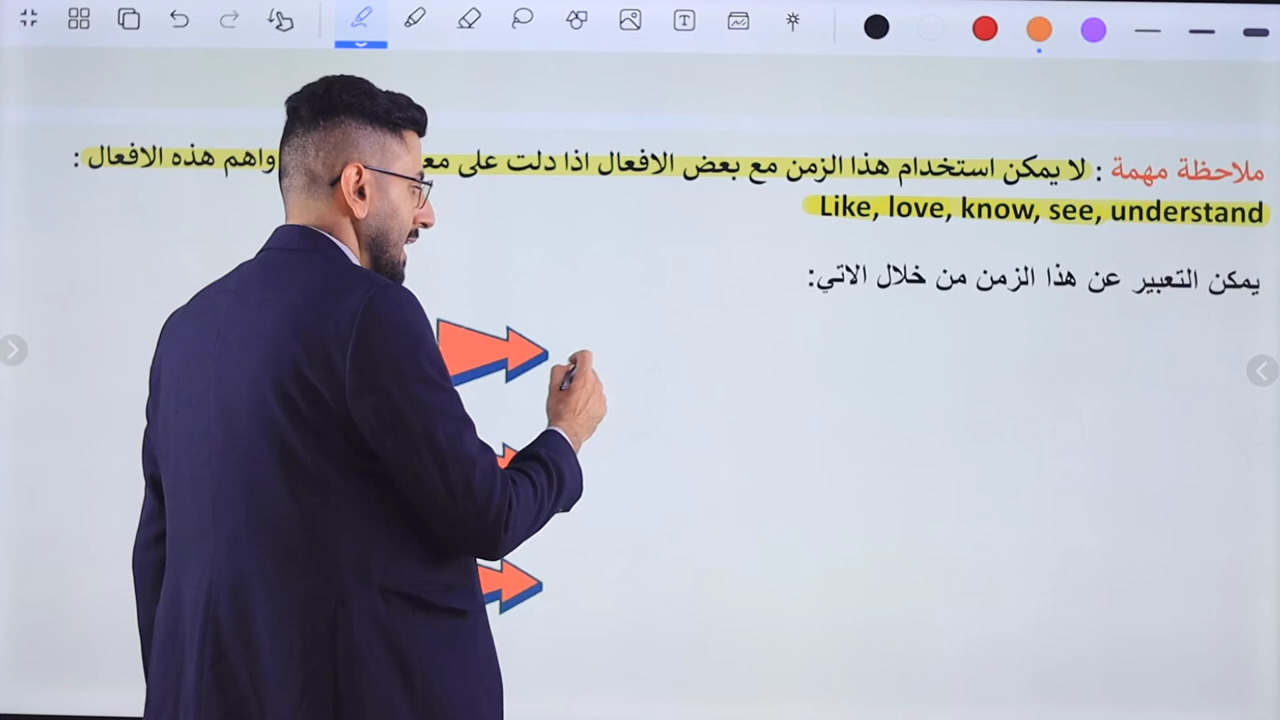 ملاحظة مهمة : لا يمكن استخدام هذا الزمن مع بعض الافعال اذا دلت على واهم هذه الافعال :
Like, love, know, see, understand
يمكن التعبير عن هذا الزمن من خلال الاتي: